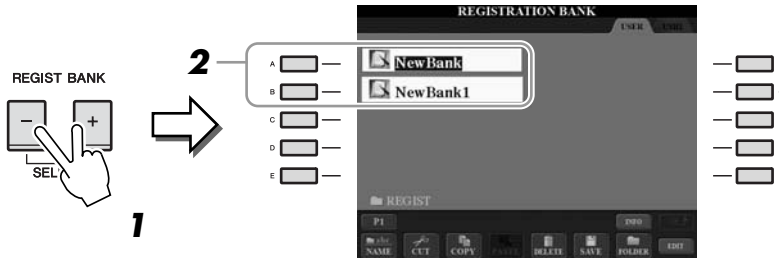 REGISTRATION BANK
USER
REGIST BANK
2
A
NewBank
B
NewBank1
C
D
E
- +
1
REGIST
P1
INFO
NAME CUT COPY PASTE DELETE SAVE FOLDER EDIT